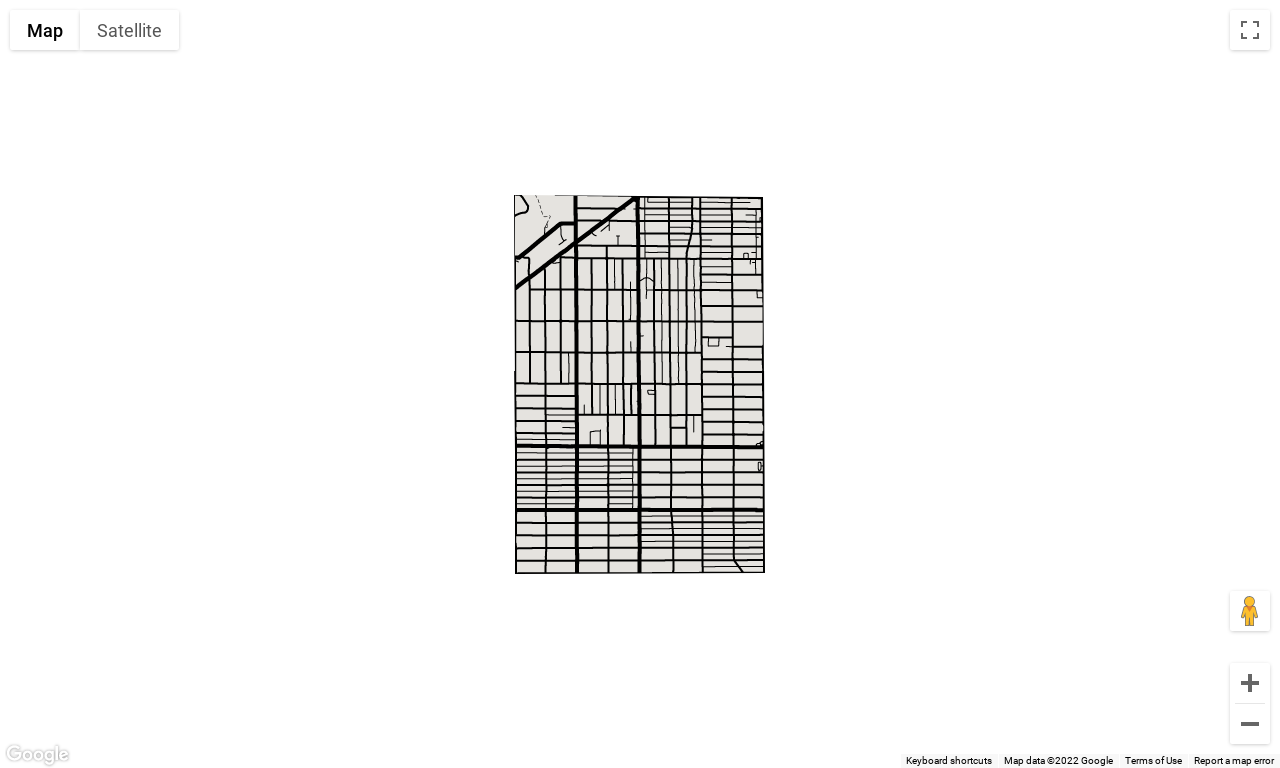 Map
Satellite
Google
Keyboard shortcuts
Map data ©2022 Google
Terms of Use
Report a map error